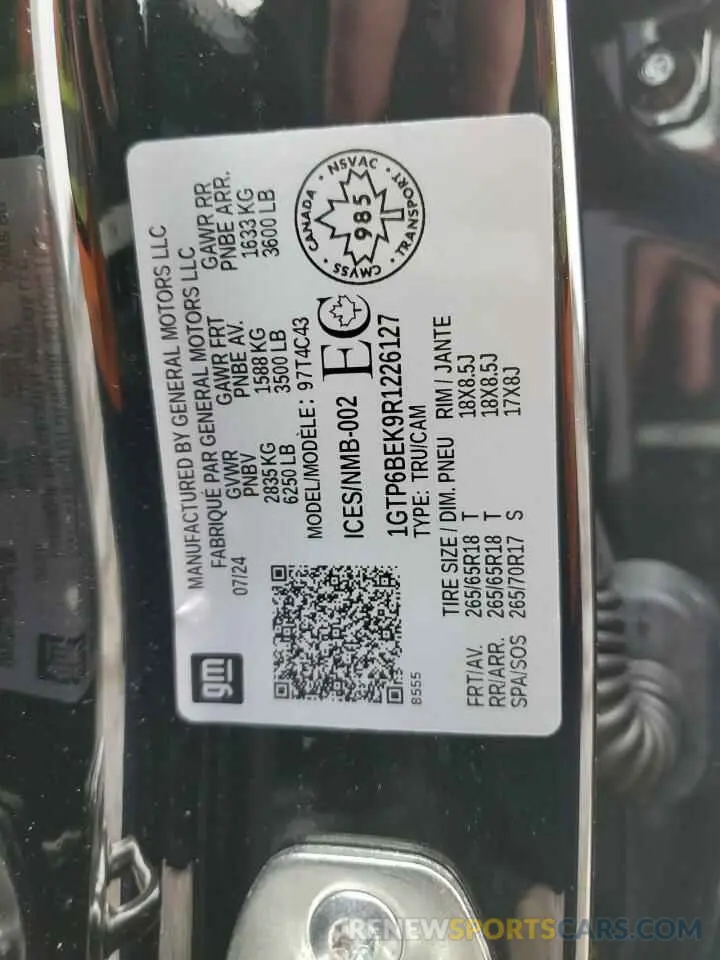 MANUFACTURED BY GENERAL MOTORS LLC
FABRIQUÉ PAR GENERAL MOTORS LLC
07/24 GVWR GAWR FRT GAWR RR
PNBV PNBE AV. PNBE ARR.
2835 KG 1588 KG 1633 KG
6250 LB 3500 LB 3600 LB
MODEL/MODÈLE: 97T4C43
ICES/NMB-002 EC
CANADA · NSVAC · TRANSPORT · CMVSS ·
985
1GTP6BEK9R1226127
TYPE: TRU/CAM
TIRE SIZE / DIM. PNEU RIM / JANTE
FRT/AV. 265/65R18 T 18X8.5J
RR/ARR. 265/65R18 T 18X8.5J
SPA/SOS 265/70R17 S 17X8J
gm
8555
RENEWSPORTSCARS.COM